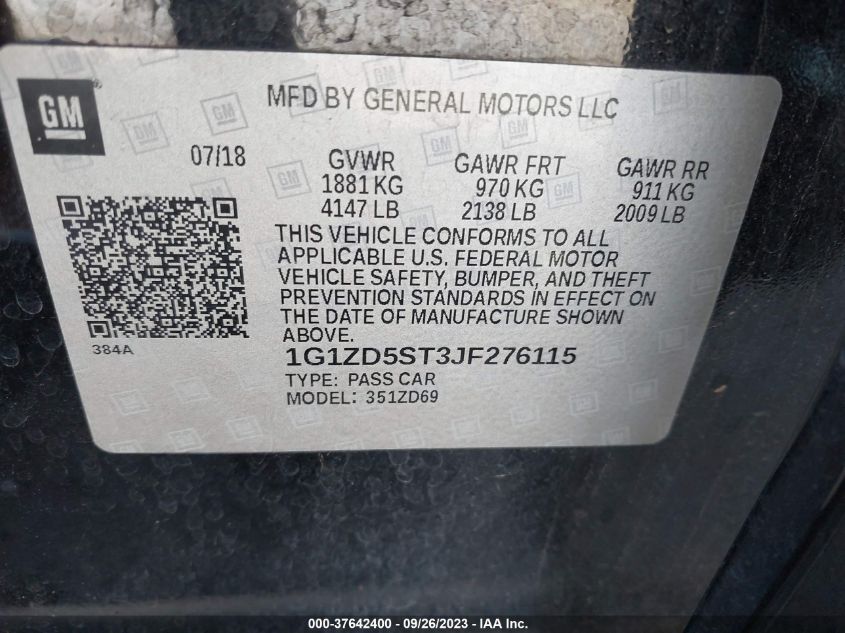 GM
MFD BY GENERAL MOTORS LLC
07/18
GVWR
1881 KG
4147 LB
GAWR FRT
970 KG
2138 LB
GAWR RR
911 KG
2009 LB
THIS VEHICLE CONFORMS TO ALL
APPLICABLE U.S. FEDERAL MOTOR
VEHICLE SAFETY, BUMPER, AND THEFT
PREVENTION STANDARDS IN EFFECT ON
THE DATE OF MANUFACTURE SHOWN
ABOVE.
384A
1G1ZD5ST3JF276115
TYPE: PASS CAR
MODEL: 351ZD69
000-37642400 - 09/26/2023 - IAA Inc.